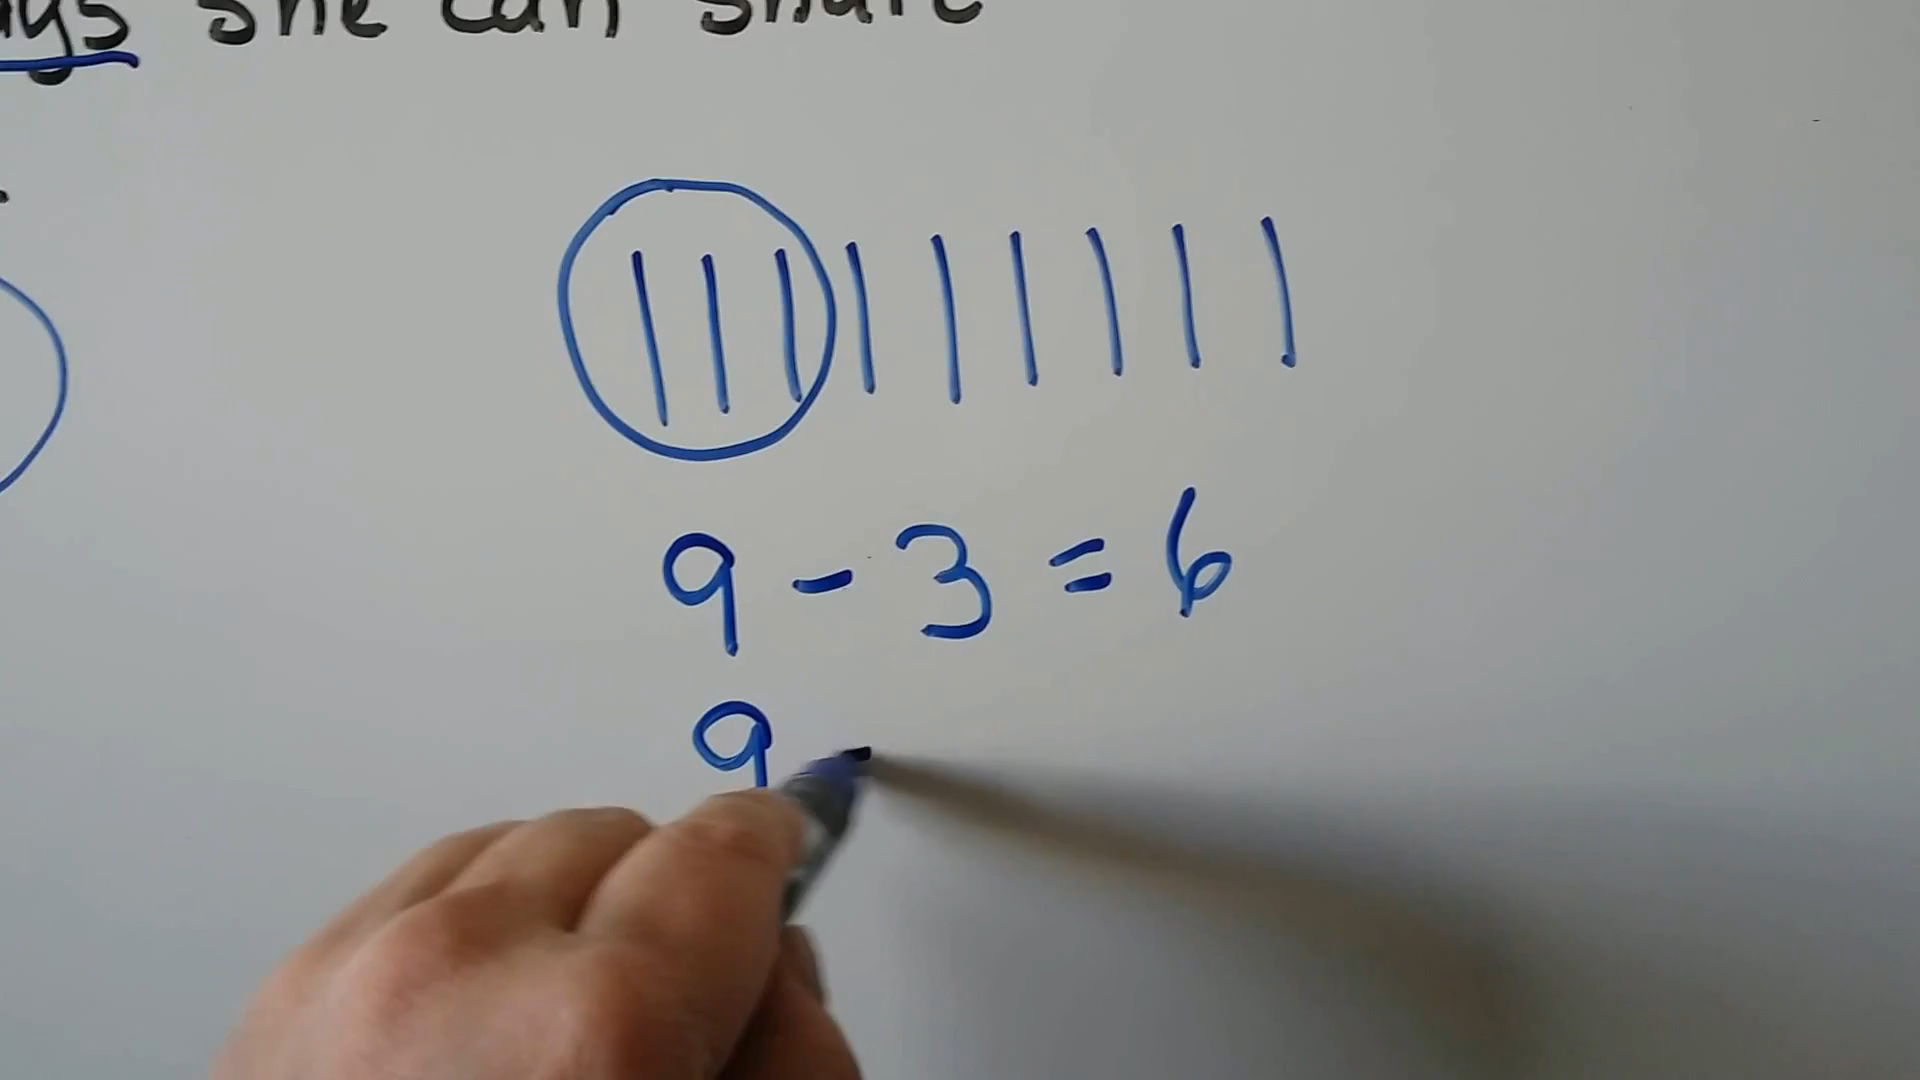 she can share
9 - 3 = 6
9 -